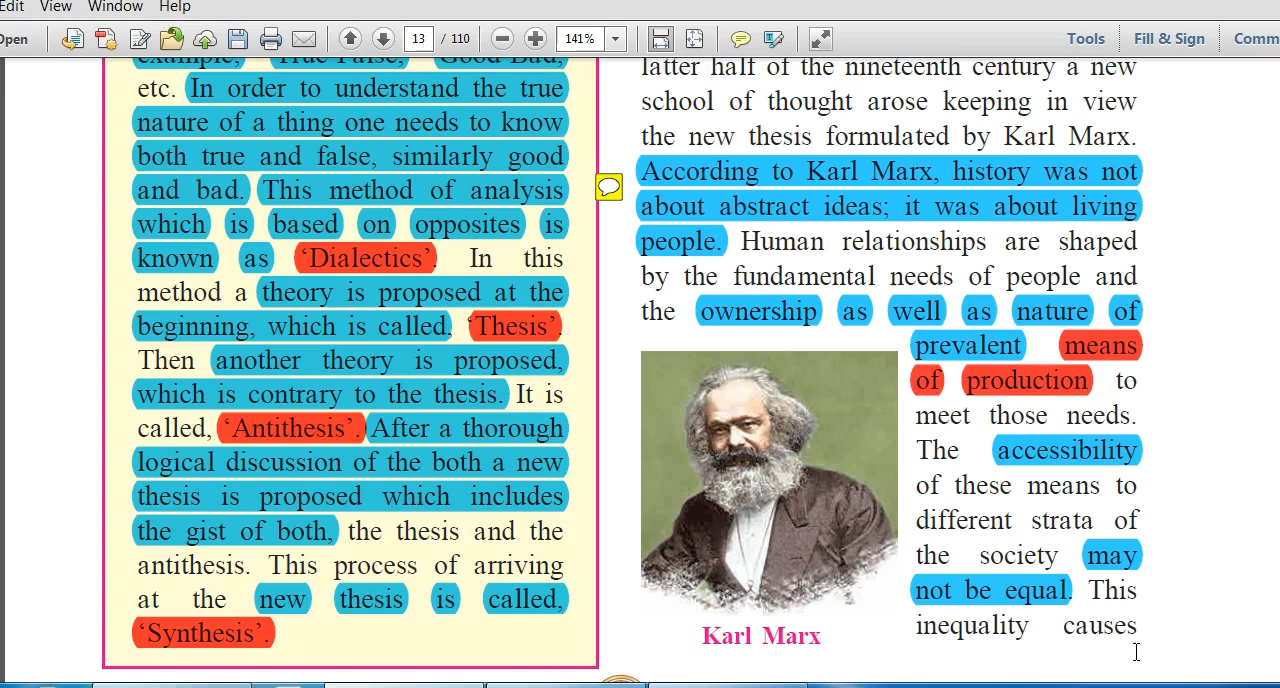 Edit View Window Help
Open 13 / 110 141% Tools Fill & Sign Comm
example, 'True False,' 'Good Bad,'
etc. In order to understand the true
nature of a thing one needs to know
both true and false, similarly good
and bad. This method of analysis
which is based on opposites is
known as ‘Dialectics’. In this
method a theory is proposed at the
beginning, which is called, ‘Thesis’.
Then another theory is proposed,
which is contrary to the thesis. It is
called, ‘Antithesis’. After a thorough
logical discussion of the both a new
thesis is proposed which includes
the gist of both, the thesis and the
antithesis. This process of arriving
at the new thesis is called,
‘Synthesis’.
latter half of the nineteenth century a new
school of thought arose keeping in view
the new thesis formulated by Karl Marx.
According to Karl Marx, history was not
about abstract ideas; it was about living
people. Human relationships are shaped
by the fundamental needs of people and
the ownership as well as nature of
prevalent means
of production to
meet those needs.
The accessibility
of these means to
different strata of
the society may
not be equal. This
inequality causes
Karl Marx